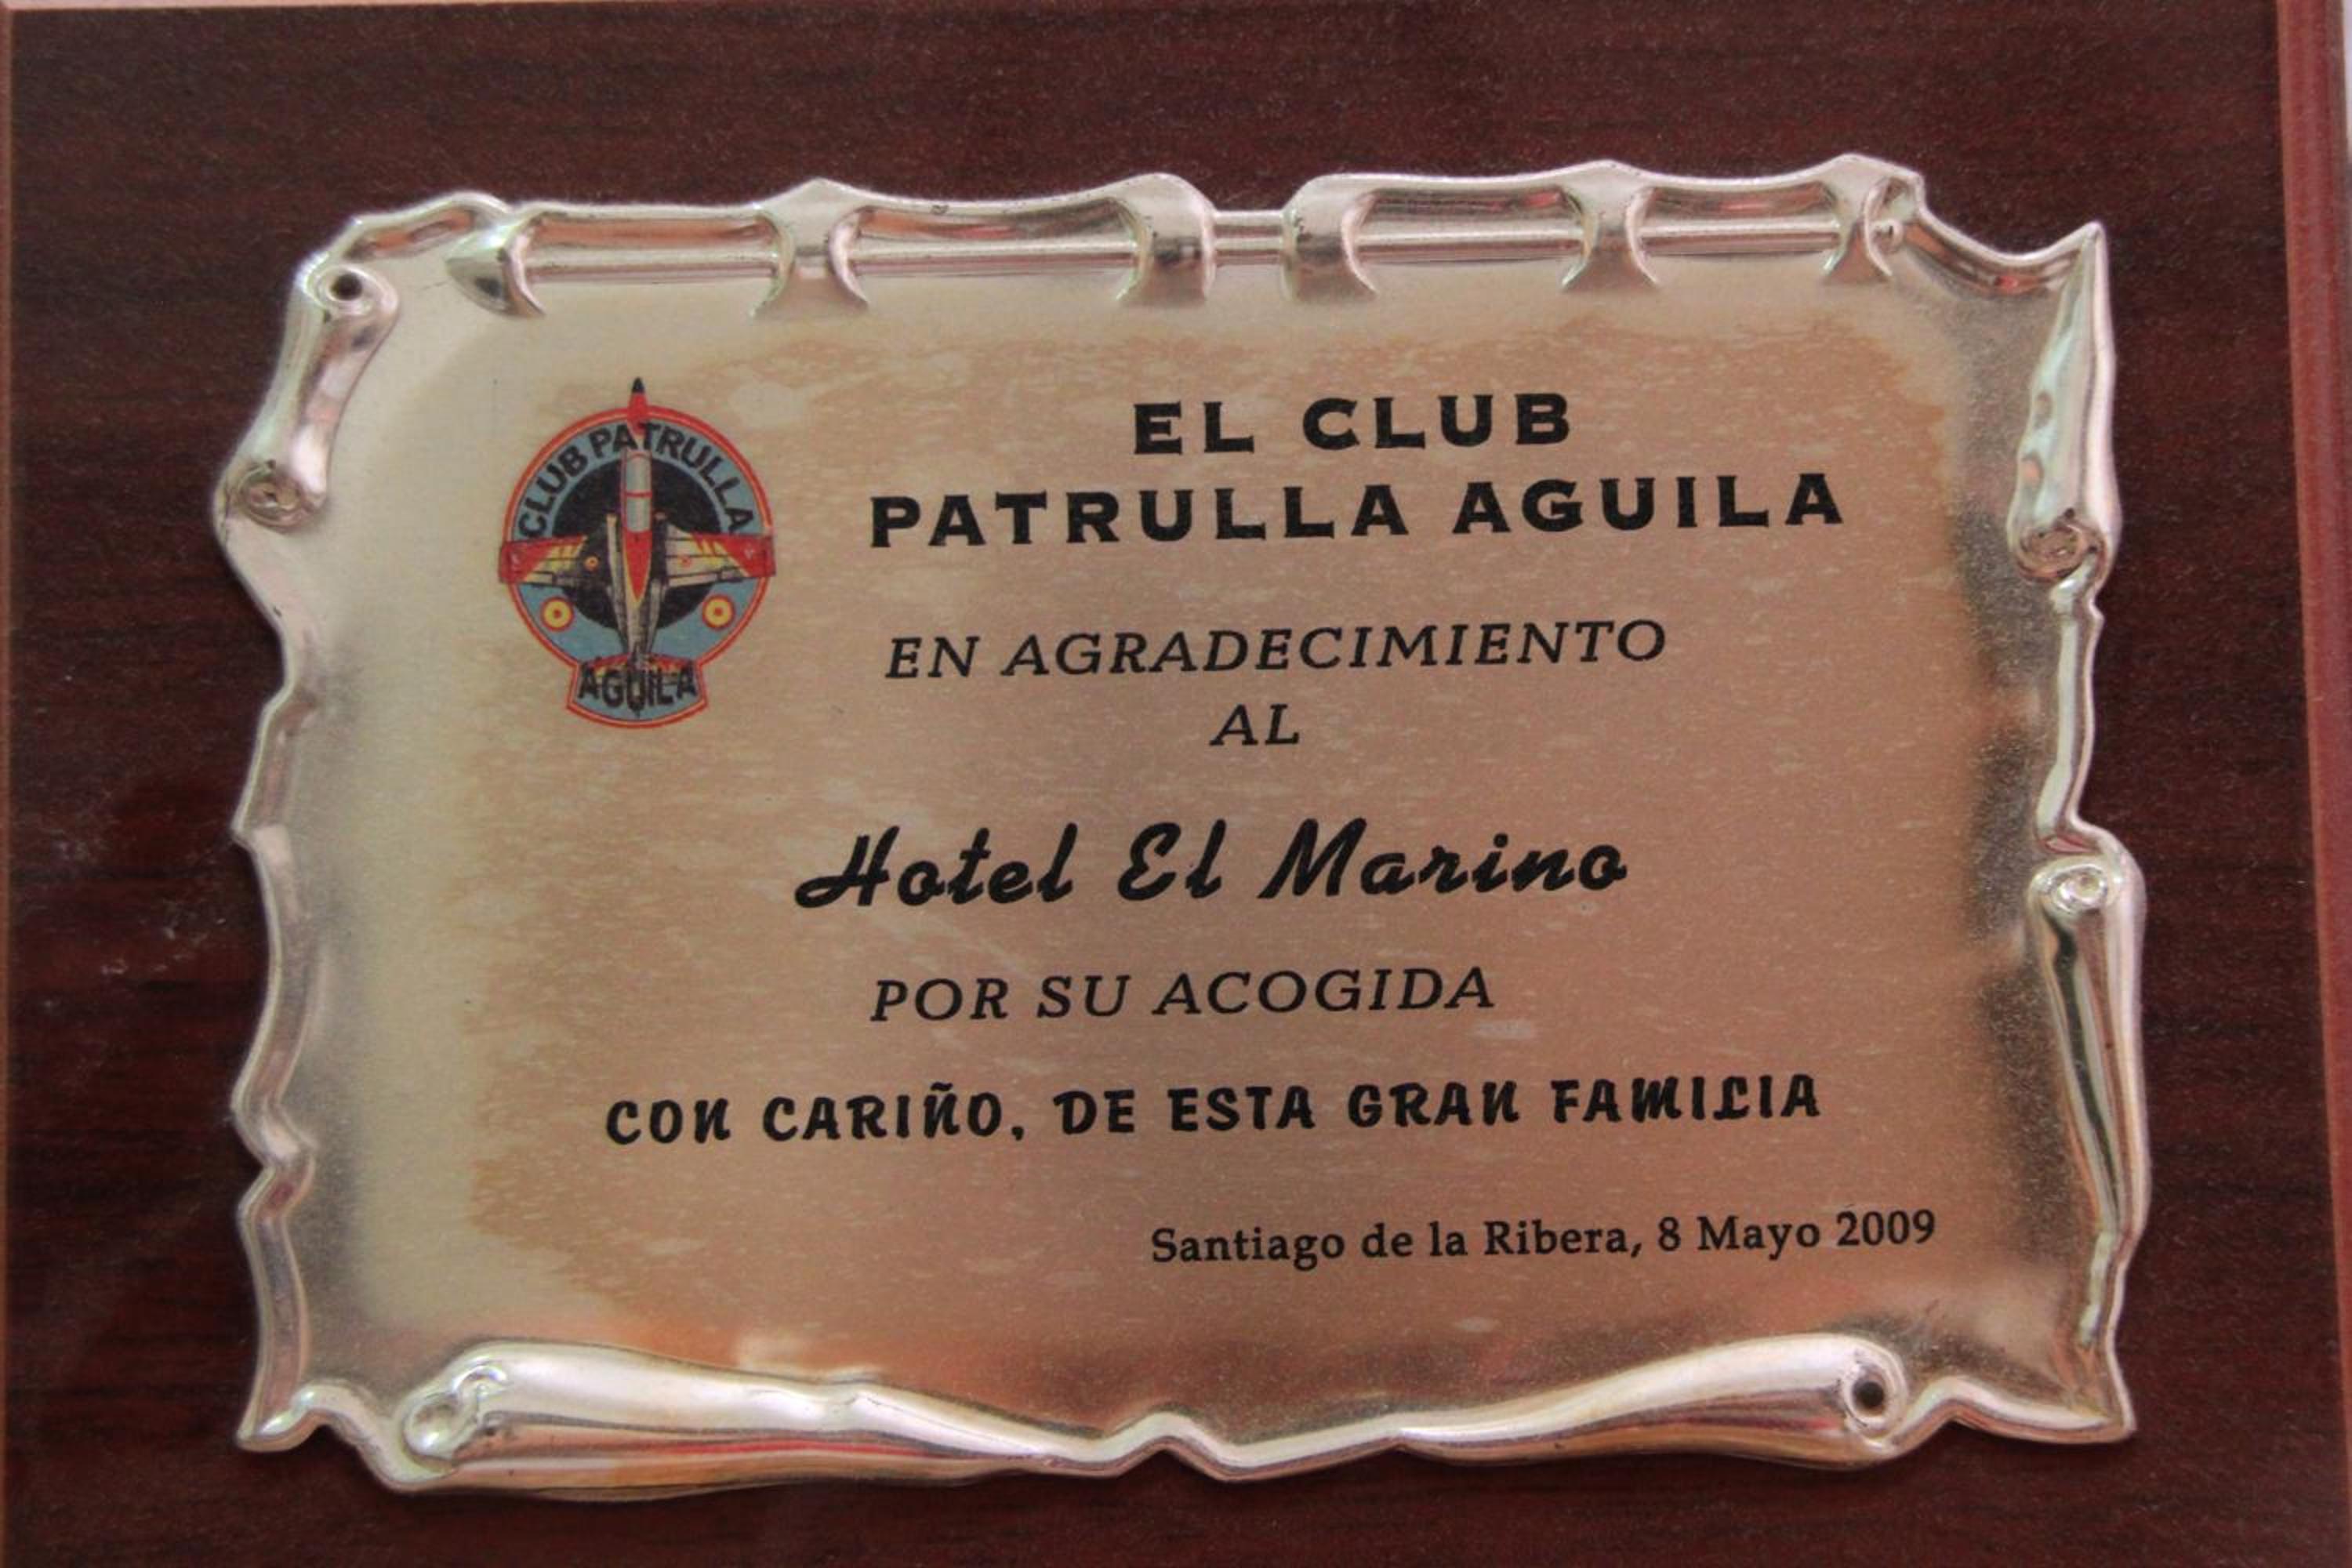 CLUB PATRULLA
AGUILA
EL CLUB
PATRULLA AGUILA
EN AGRADECIMIENTO
AL
Hotel El Marino
POR SU ACOGIDA
CON CARIÑO, DE ESTA GRAN FAMILIA
Santiago de la Ribera, 8 Mayo 2009